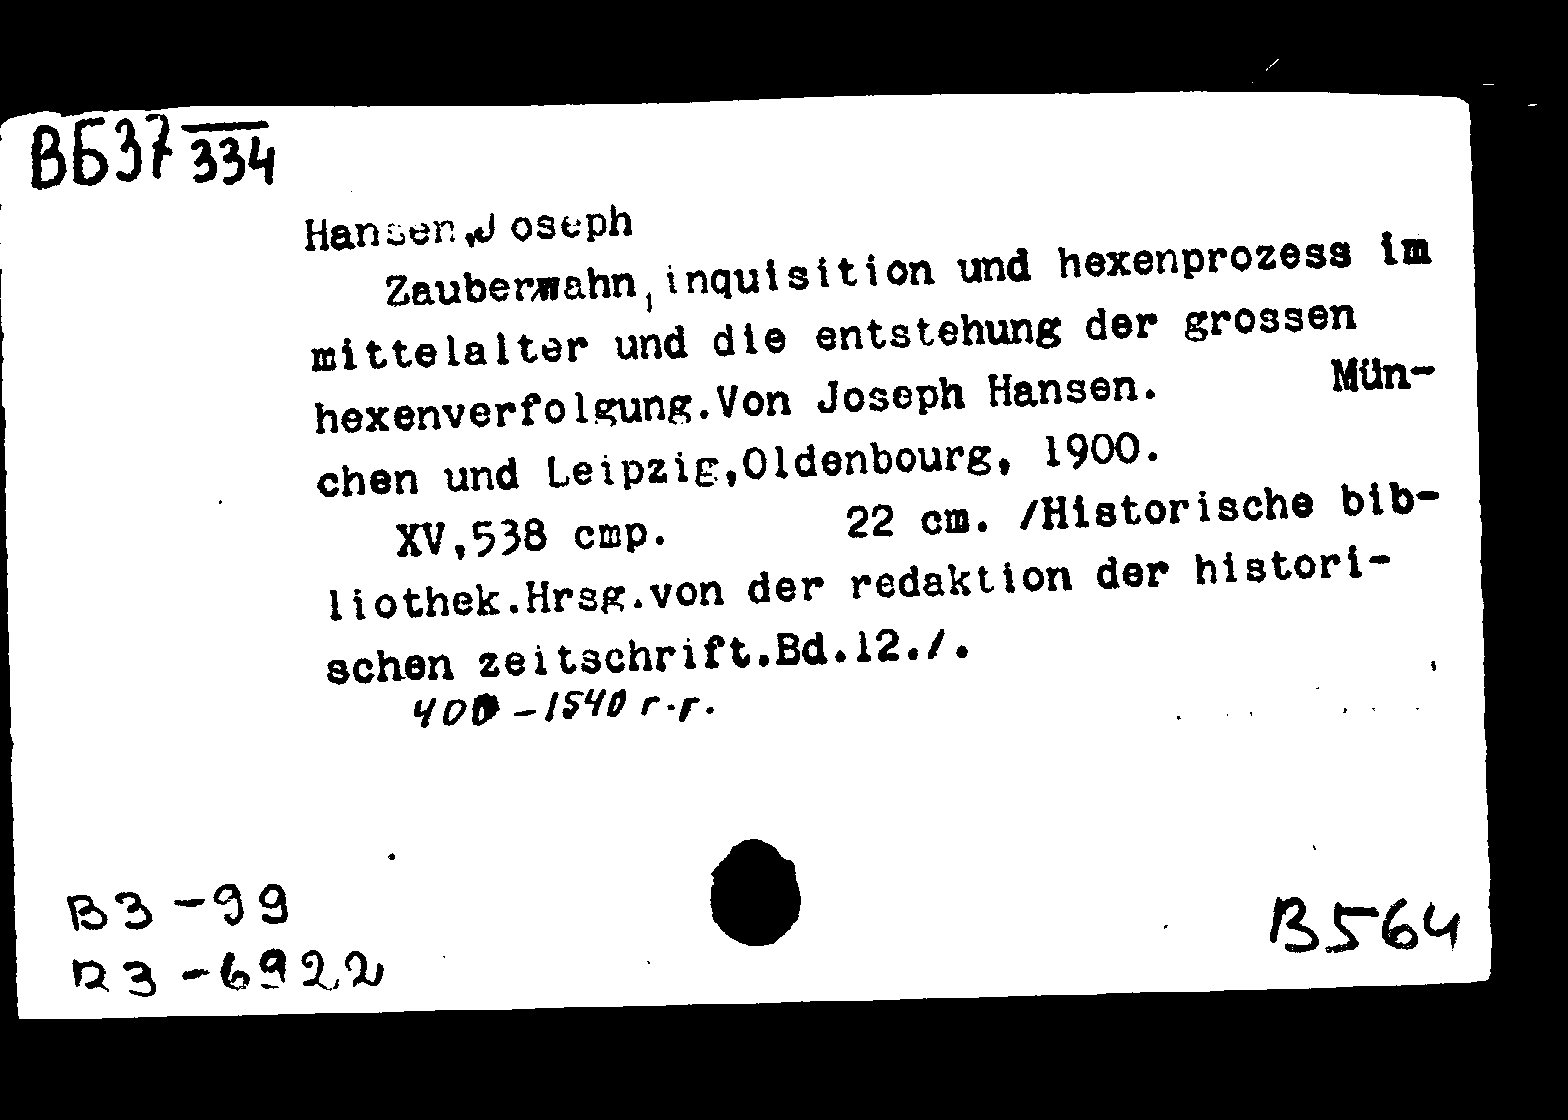 ВБ37 334
Hansen, Joseph
Zauberwahn, inquisition und hexenprozess im
mittelalter und die entstehung der grossen
hexenverfolgung. Von Joseph Hansen. Mün-
chen und Leipzig, Oldenbourg, 1900.
XV, 538 cmp. 22 cm. /Historische bib-
liothek. Hrsg. von der redaktion der histori-
schen zeitschrift. Bd. 12./.
400 - 1540 г.г.
В3 - 99
В3 - 6922
В564